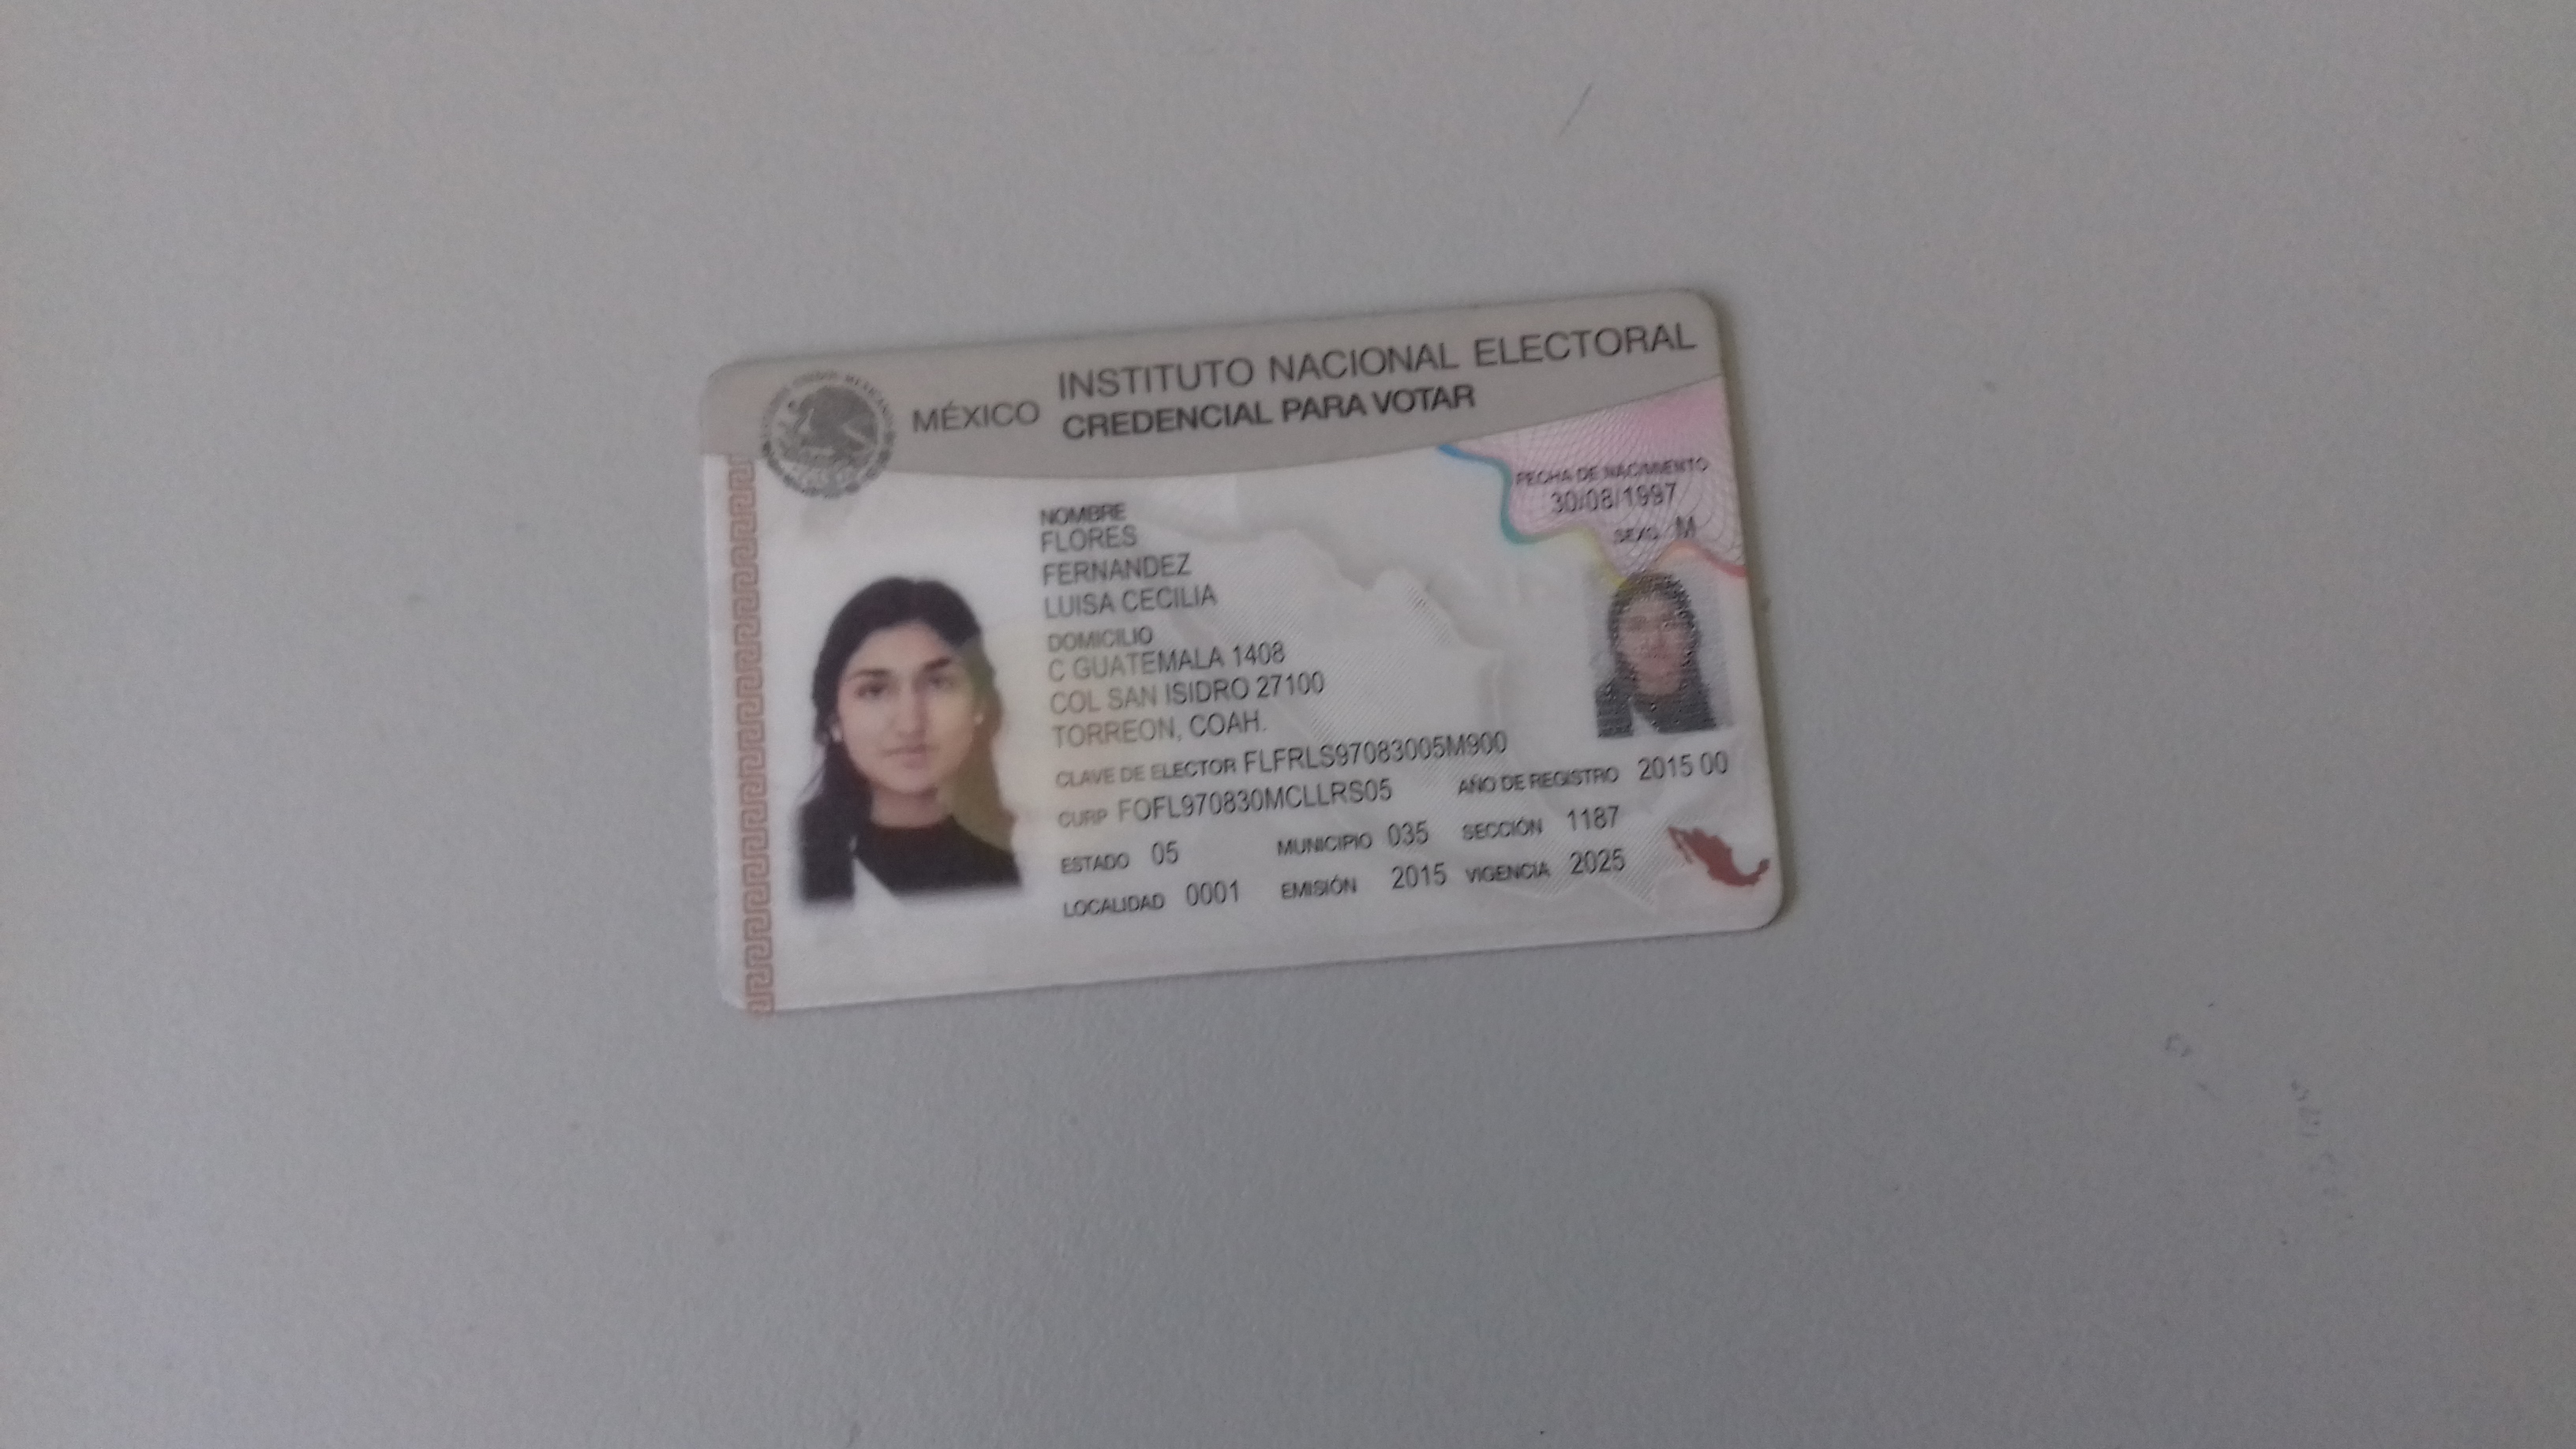 MÉXICO
INSTITUTO NACIONAL ELECTORAL
CREDENCIAL PARA VOTAR
FECHA DE NACIMIENTO
30/08/1997
SEXO M
NOMBRE
FLORES
FERNANDEZ
LUISA CECILIA
DOMICILIO
C GUATEMALA 1408
COL SAN ISIDRO 27100
TORREON, COAH.
CLAVE DE ELECTOR FLFRLS97083005M900
CURP FOFL970830MCLLRS05 AÑO DE REGISTRO 2015 00
ESTADO 05 MUNICIPIO 035 SECCIÓN 1187
LOCALIDAD 0001 EMISIÓN 2015 VIGENCIA 2025